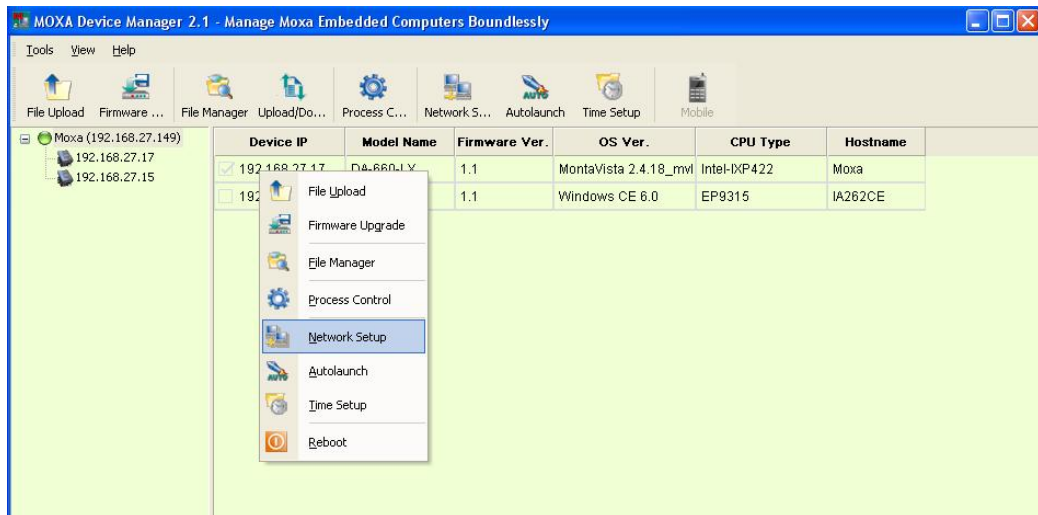 MOXA Device Manager 2.1 - Manage Moxa Embedded Computers Boundlessly
Tools View Help
File Upload Firmware ... File Manager Upload/Do... Process C... Network S... Autolaunch Time Setup Mobile
Moxa (192.168.27.149)
192.168.27.17
192.168.27.15
Device IP Model Name Firmware Ver. OS Ver. CPU Type Hostname
192.168.27.17 DA-660-LX 1.1 MontaVista 2.4.18_mvl Intel-IXP422 Moxa
192 1.1 Windows CE 6.0 EP9315 IA262CE
File Upload
Firmware Upgrade
File Manager
Process Control
Network Setup
AUTO Autolaunch
Time Setup
Reboot